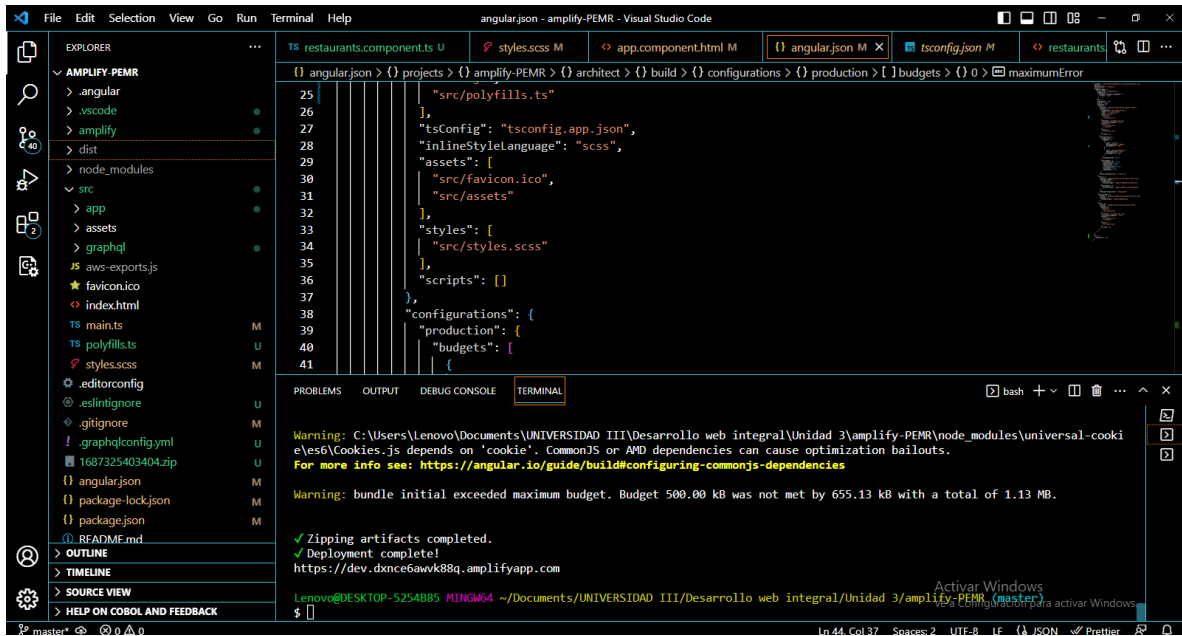 File Edit Selection View Go Run Terminal Help
angular.json - amplify-PEMR - Visual Studio Code
EXPLORER
AMPLIFY-PEMR
.angular
.vscode
amplify
dist
node_modules
src
app
assets
graphql
JS aws-exports.js
favicon.ico
index.html
TS main.ts M
TS polyfills.ts U
styles.scss M
.editorconfig
.eslintignore U
.gitignore M
.graphqlconfig.yml U
1687325403404.zip U
{} angular.json M
{} package-lock.json M
{} package.json M
README.md
OUTLINE
TIMELINE
SOURCE VIEW
HELP ON COBOL AND FEEDBACK
40
2
TS restaurants.component.ts U styles.scss M app.component.html M {} angular.json M tsconfig.json M restaurants.
{} angular.json > {} projects > {} amplify-PEMR > {} architect > {} build > {} configurations > {} production > [ ] budgets > {} 0 > maximumError
25 "src/polyfills.ts"
26 ],
27 "tsConfig": "tsconfig.app.json",
28 "inlineStyleLanguage": "scss",
29 "assets": [
30 "src/favicon.ico",
31 "src/assets"
32 ],
33 "styles": [
34 "src/styles.scss"
35 ],
36 "scripts": []
37 },
38 "configurations": {
39 "production": {
40 "budgets": [
41 {
PROBLEMS OUTPUT DEBUG CONSOLE TERMINAL bash
Warning: C:\Users\Lenovo\Documents\UNIVERSIDAD III\Desarrollo web integral\Unidad 3\amplify-PEMR\node_modules\universal-cooki
e\es6\Cookies.js depends on 'cookie'. CommonJS or AMD dependencies can cause optimization bailouts.
For more info see: https://angular.io/guide/build#configuring-commonjs-dependencies
Warning: bundle initial exceeded maximum budget. Budget 500.00 kB was not met by 655.13 kB with a total of 1.13 MB.
√ Zipping artifacts completed.
√ Deployment complete!
https://dev.dxnce6awvk88q.amplifyapp.com
Activar Windows
Lenovo@DESKTOP-5254B85 MINGW64 ~/Documents/UNIVERSIDAD III/Desarrollo web integral/Unidad 3/amplify-PEMR (master)
Ve a Configuración para activar Windows.
$
master* 0 0 Ln 44, Col 37 Spaces: 2 UTF-8 LF {} JSON Prettier